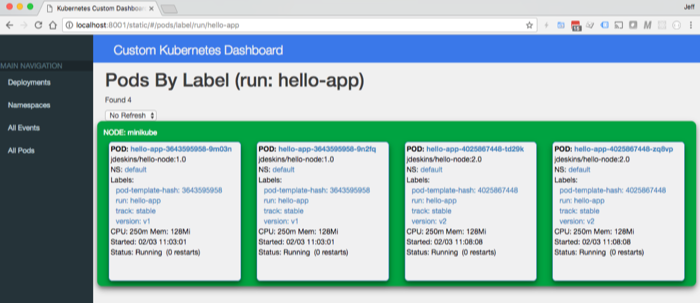 Kubernetes Custom Dashboa
Jeff
localhost:8001/static/#/pods/label/run/hello-app
Custom Kubernetes Dashboard
MAIN NAVIGATION
Deployments
Namespaces
All Events
All Pods
Pods By Label (run: hello-app)
Found 4
No Refresh
NODE: minikube
POD: hello-app-3643595958-9m03n
jdeskins/hello-node:1.0
NS: default
Labels:
pod-template-hash: 3643595958
run: hello-app
track: stable
version: v1
CPU: 250m Mem: 128Mi
Started: 02/03 11:03:01
Status: Running (0 restarts)
POD: hello-app-3643595958-9n2fq
jdeskins/hello-node:1.0
NS: default
Labels:
pod-template-hash: 3643595958
run: hello-app
track: stable
version: v1
CPU: 250m Mem: 128Mi
Started: 02/03 11:03:01
Status: Running (0 restarts)
POD: hello-app-4025867448-td29k
jdeskins/hello-node:2.0
NS: default
Labels:
pod-template-hash: 4025867448
run: hello-app
track: stable
version: v2
CPU: 250m Mem: 128Mi
Started: 02/03 11:08:08
Status: Running (0 restarts)
POD: hello-app-4025867448-zq8vp
jdeskins/hello-node:2.0
NS: default
Labels:
pod-template-hash: 4025867448
run: hello-app
track: stable
version: v2
CPU: 250m Mem: 128Mi
Started: 02/03 11:08:08
Status: Running (0 restarts)